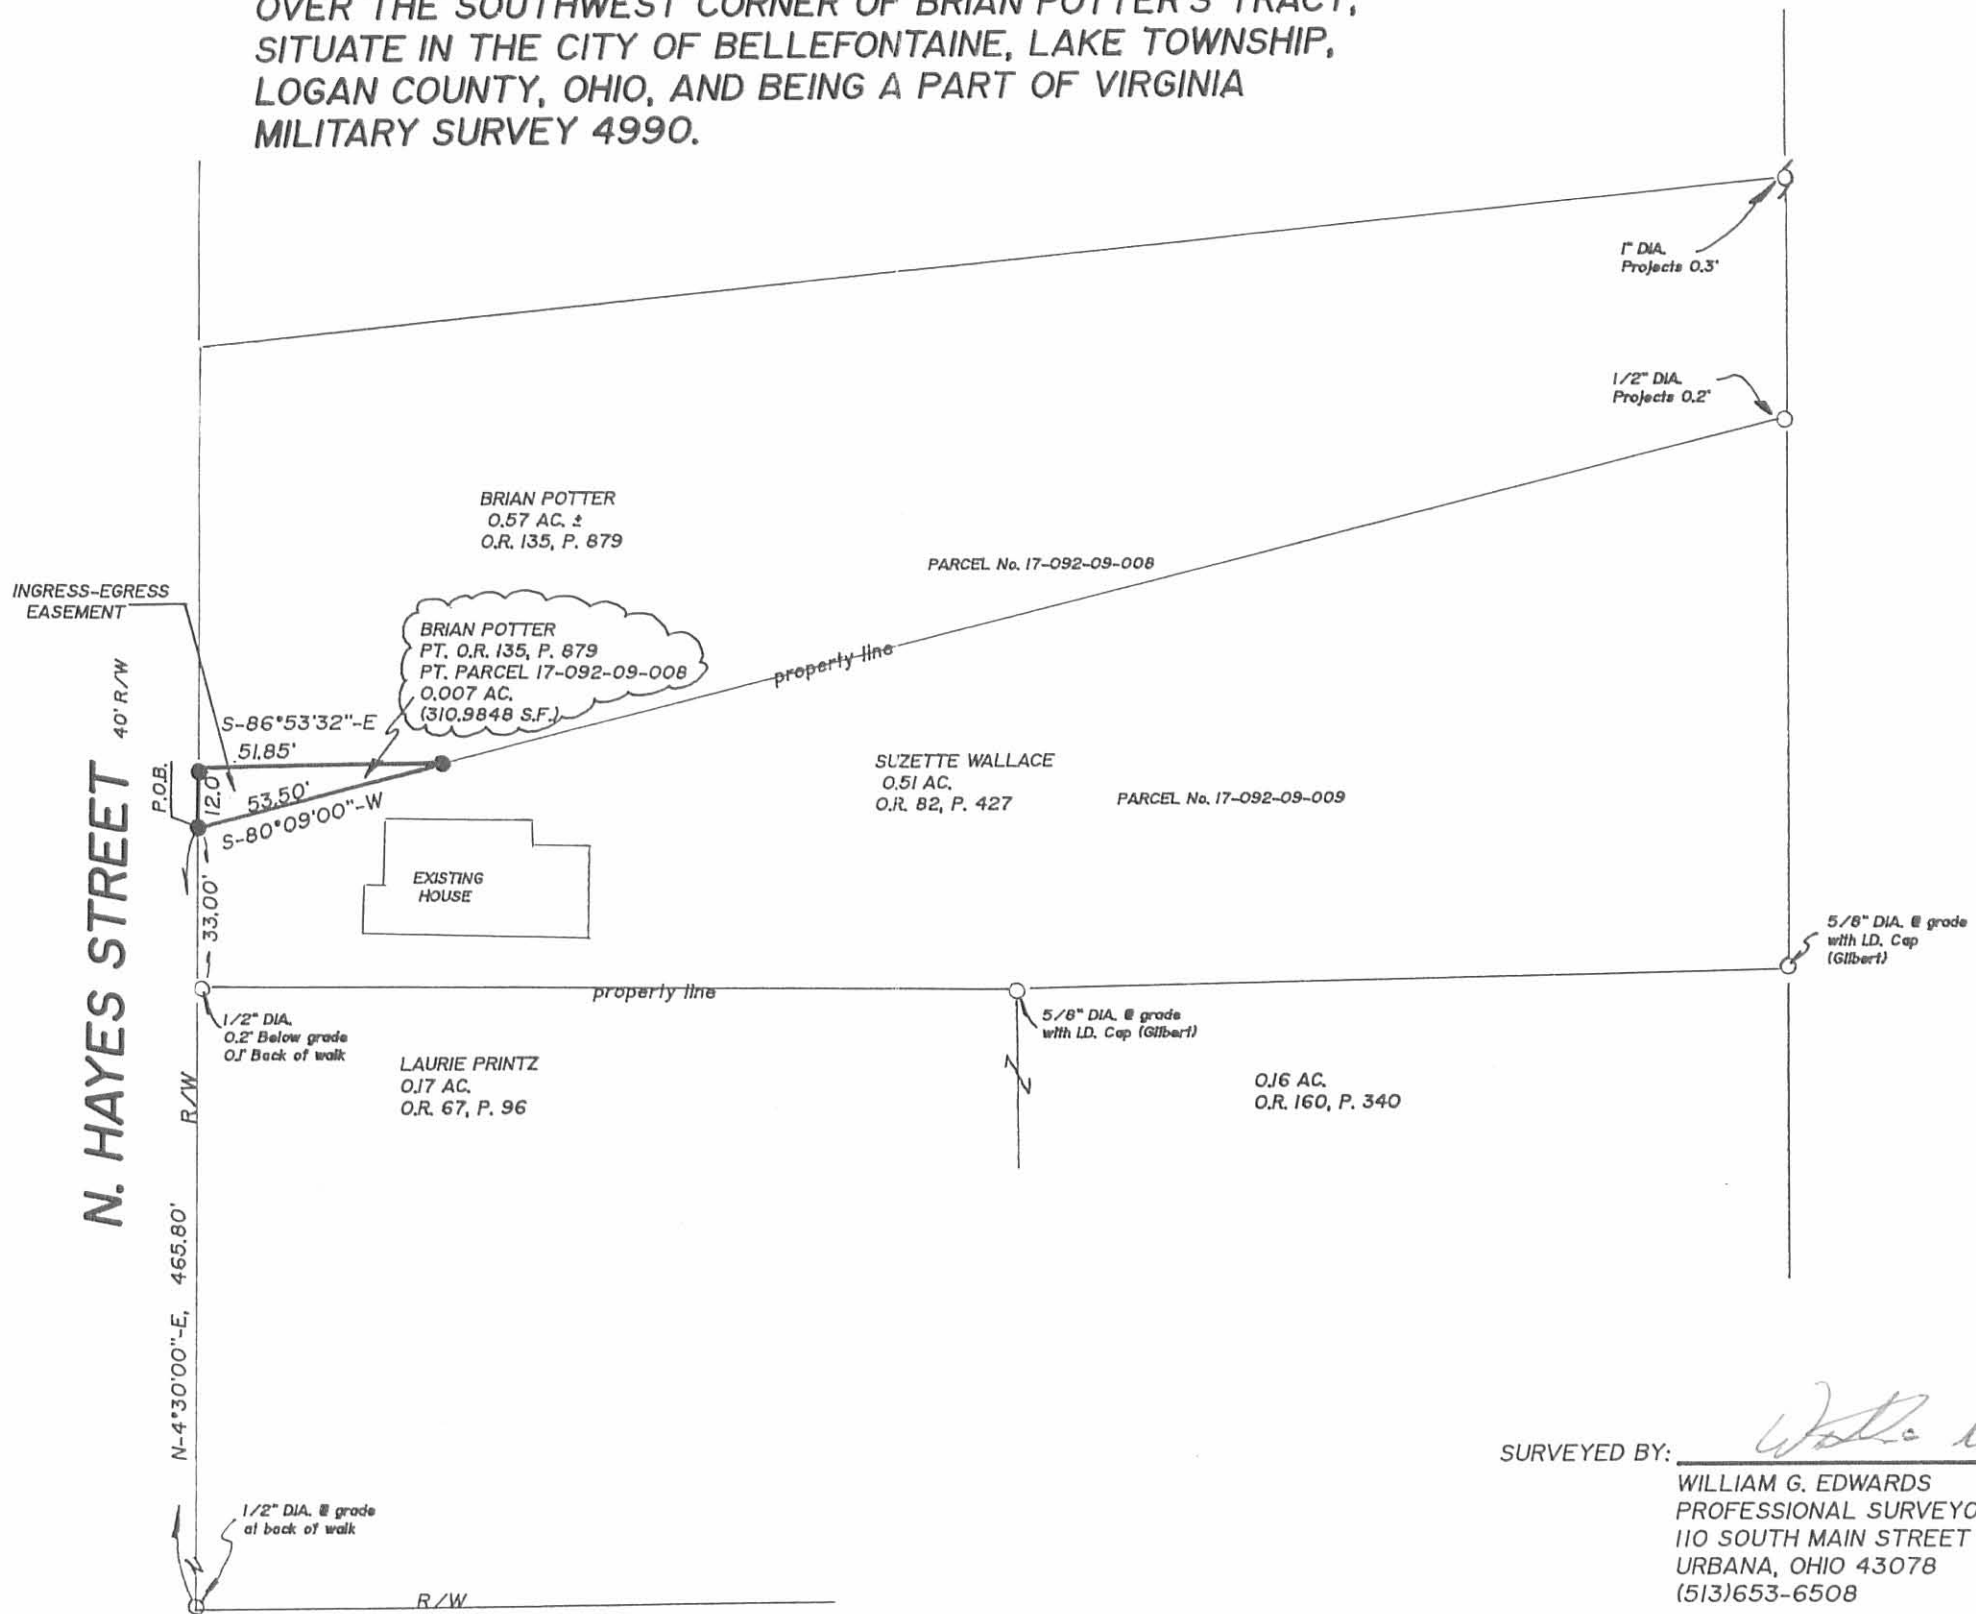 OVER THE SOUTHWEST CORNER OF BRIAN POTTER'S TRACT,
SITUATE IN THE CITY OF BELLEFONTAINE, LAKE TOWNSHIP,
LOGAN COUNTY, OHIO, AND BEING A PART OF VIRGINIA
MILITARY SURVEY 4990.
1" DIA.
Projects 0.3'
1/2" DIA.
Projects 0.2'
BRIAN POTTER
0.57 AC. ±
O.R. 135, P. 879
PARCEL No. 17-092-09-008
INGRESS-EGRESS
EASEMENT
BRIAN POTTER
PT. O.R. 135, P. 879
PT. PARCEL 17-092-09-008
0.007 AC.
(310.9848 S.F.)
property line
40' R/W
S-86°53'32"-E
51.85'
P.O.B.
12.0'
53.50'
S-80°09'00"-W
SUZETTE WALLACE
0.51 AC.
O.R. 82, P. 427
PARCEL No. 17-092-09-009
N. HAYES STREET
EXISTING
HOUSE
33.00'
5/8" DIA. @ grade
with I.D. Cap
(Gilbert)
property line
1/2" DIA.
0.2' Below grade
0.1' Back of walk
5/8" DIA. @ grade
with I.D. Cap (Gilbert)
LAURIE PRINTZ
0.17 AC.
O.R. 67, P. 96
0.16 AC.
O.R. 160, P. 340
R/W
N-4°30'00"-E, 465.80'
1/2" DIA. @ grade
at back of walk
R/W
SURVEYED BY:
WILLIAM G. EDWARDS
PROFESSIONAL SURVEYO
110 SOUTH MAIN STREET
URBANA, OHIO 43078
(513)653-6508